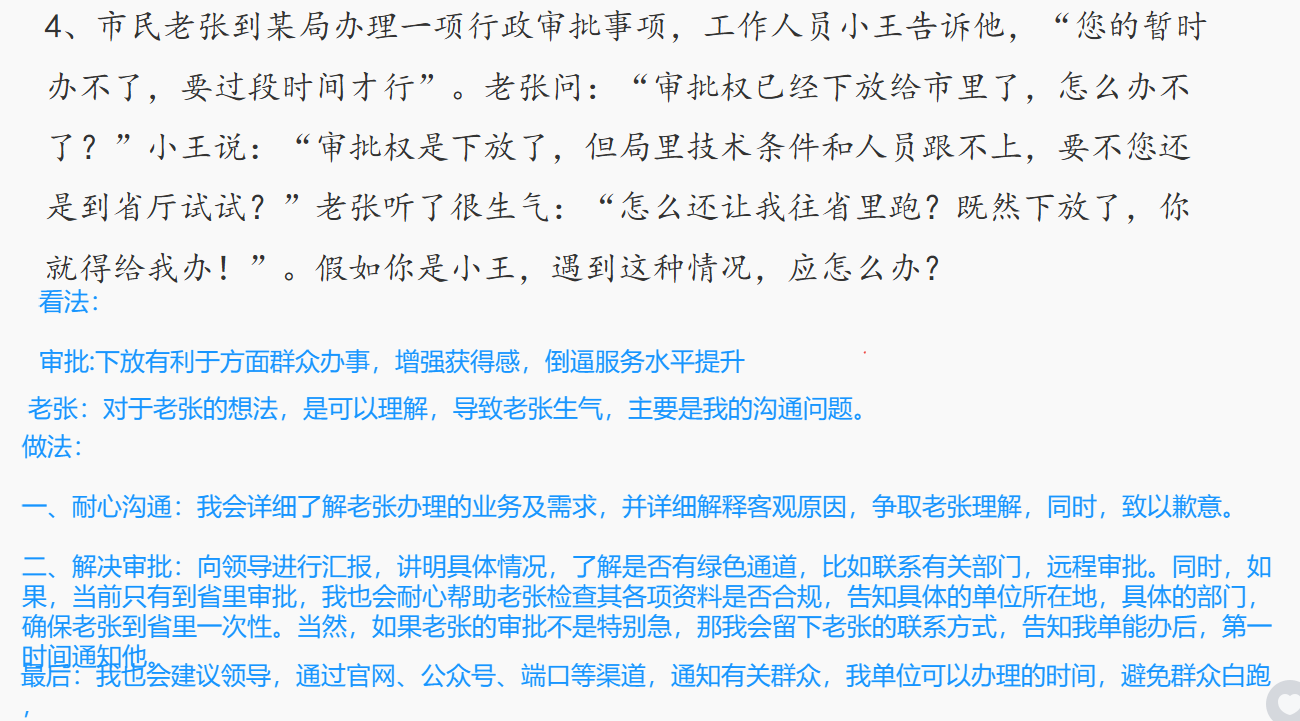 4、市民老张到某局办理一项行政审批事项，工作人员小王告诉他，“您的暂时
办不了，要过段时间才行”。老张问：“审批权已经下放给市里了，怎么办不
了？”小王说：“审批权是下放了，但局里技术条件和人员跟不上，要不您还
是到省厅试试？”老张听了很生气：“怎么还让我往省里跑？既然下放了，你
就得给我办！”。假如你是小王，遇到这种情况，应怎么办？
看法：
审批:下放有利于方面群众办事，增强获得感，倒逼服务水平提升
老张：对于老张的想法，是可以理解，导致老张生气，主要是我的沟通问题。
做法：
一、耐心沟通：我会详细了解老张办理的业务及需求，并详细解释客观原因，争取老张理解，同时，致以歉意。
二、解决审批：向领导进行汇报，讲明具体情况，了解是否有绿色通道，比如联系有关部门，远程审批。同时，如
果，当前只有到省里审批，我也会耐心帮助老张检查其各项资料是否合规，告知具体的单位所在地，具体的部门，
确保老张到省里一次性。当然，如果老张的审批不是特别急，那我会留下老张的联系方式，告知我单能办后，第一
时间通知他。
最后：我也会建议领导，通过官网、公众号、端口等渠道，通知有关群众，我单位可以办理的时间，避免群众白跑
，